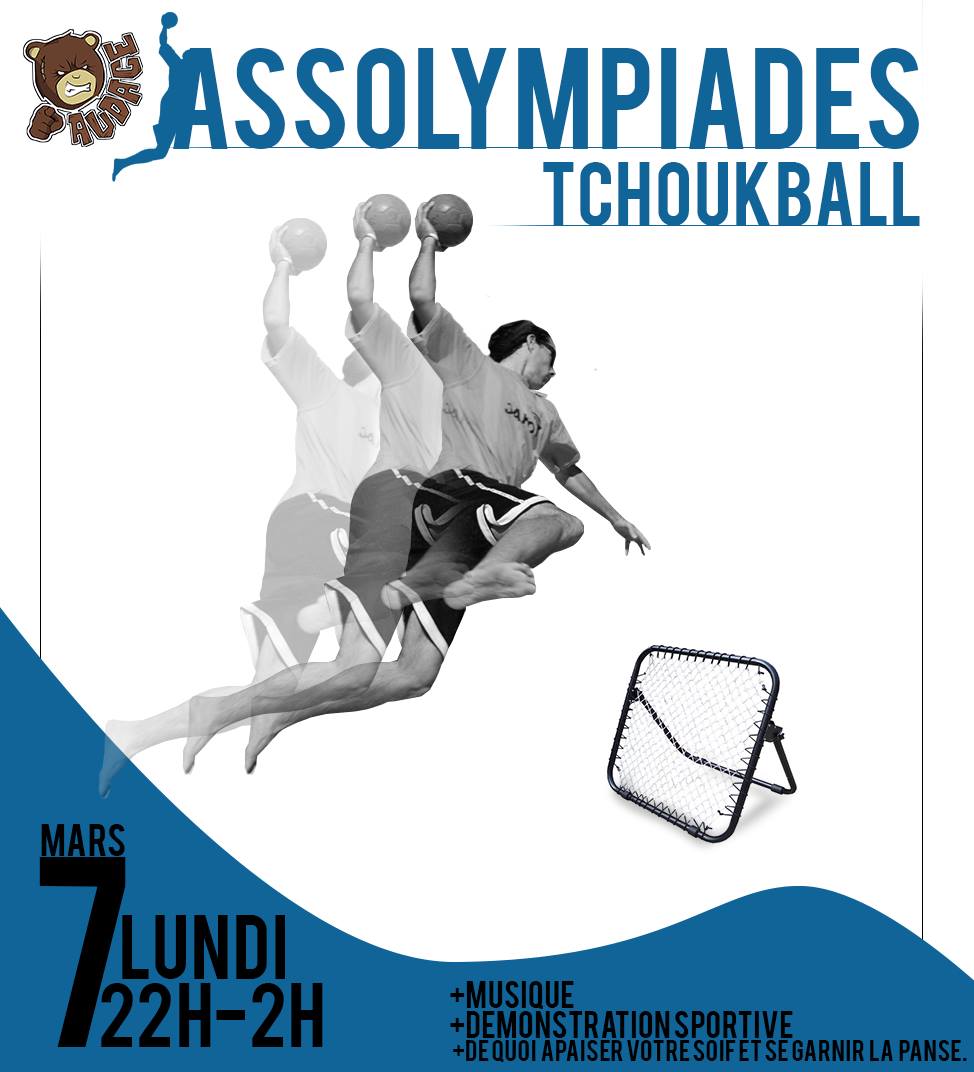 AUDACE
ASSOLYMPIADES
TCHOUKBALL
MARS
7
LUNDI
22H-2H
+MUSIQUE
+DEMONSTRATION SPORTIVE
+DE QUOI APAISER VOTRE SOIF ET SE GARNIR LA PANSE.